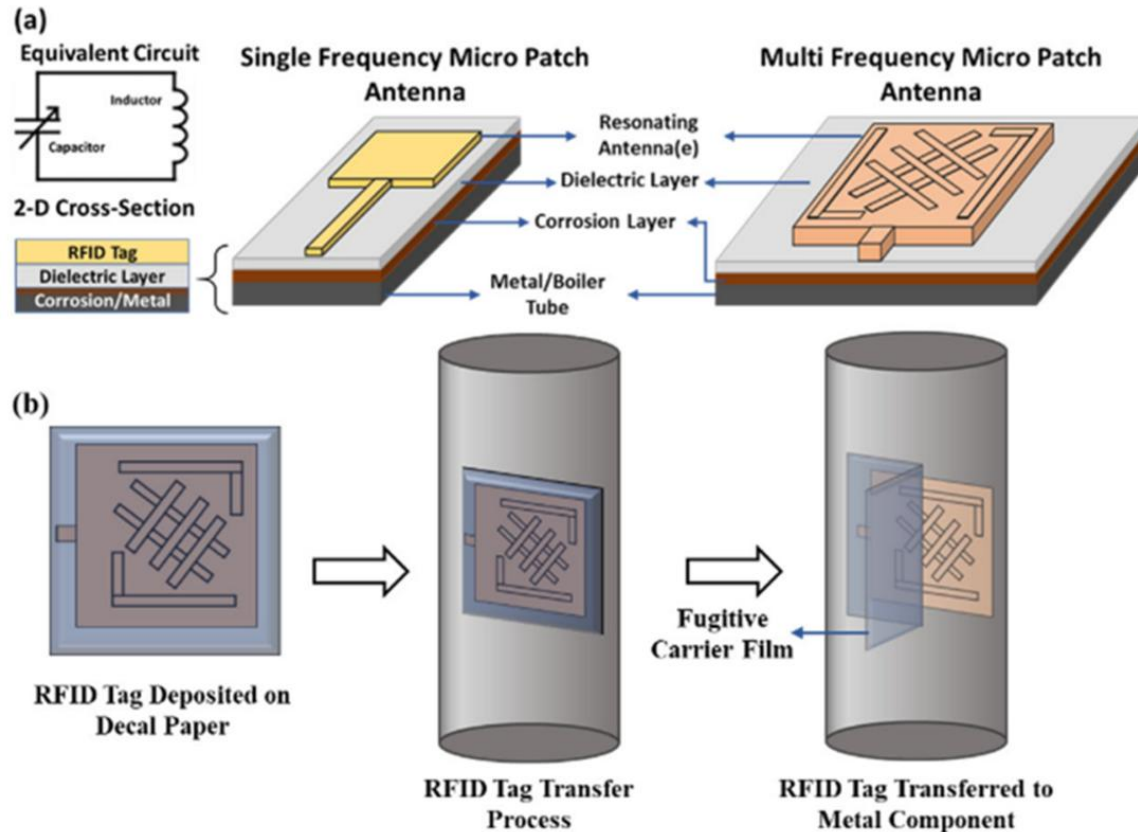 (a)
Equivalent Circuit
Inductor
Capacitor
2-D Cross-Section
RFID Tag
Dielectric Layer
Corrosion/Metal
Single Frequency Micro Patch
Antenna
Multi Frequency Micro Patch
Antenna
Resonating
Antenna(e)
Dielectric Layer
Corrosion Layer
Metal/Boiler
Tube
(b)
RFID Tag Deposited on
Decal Paper
RFID Tag Transfer
Process
Fugitive
Carrier Film
RFID Tag Transferred to
Metal Component